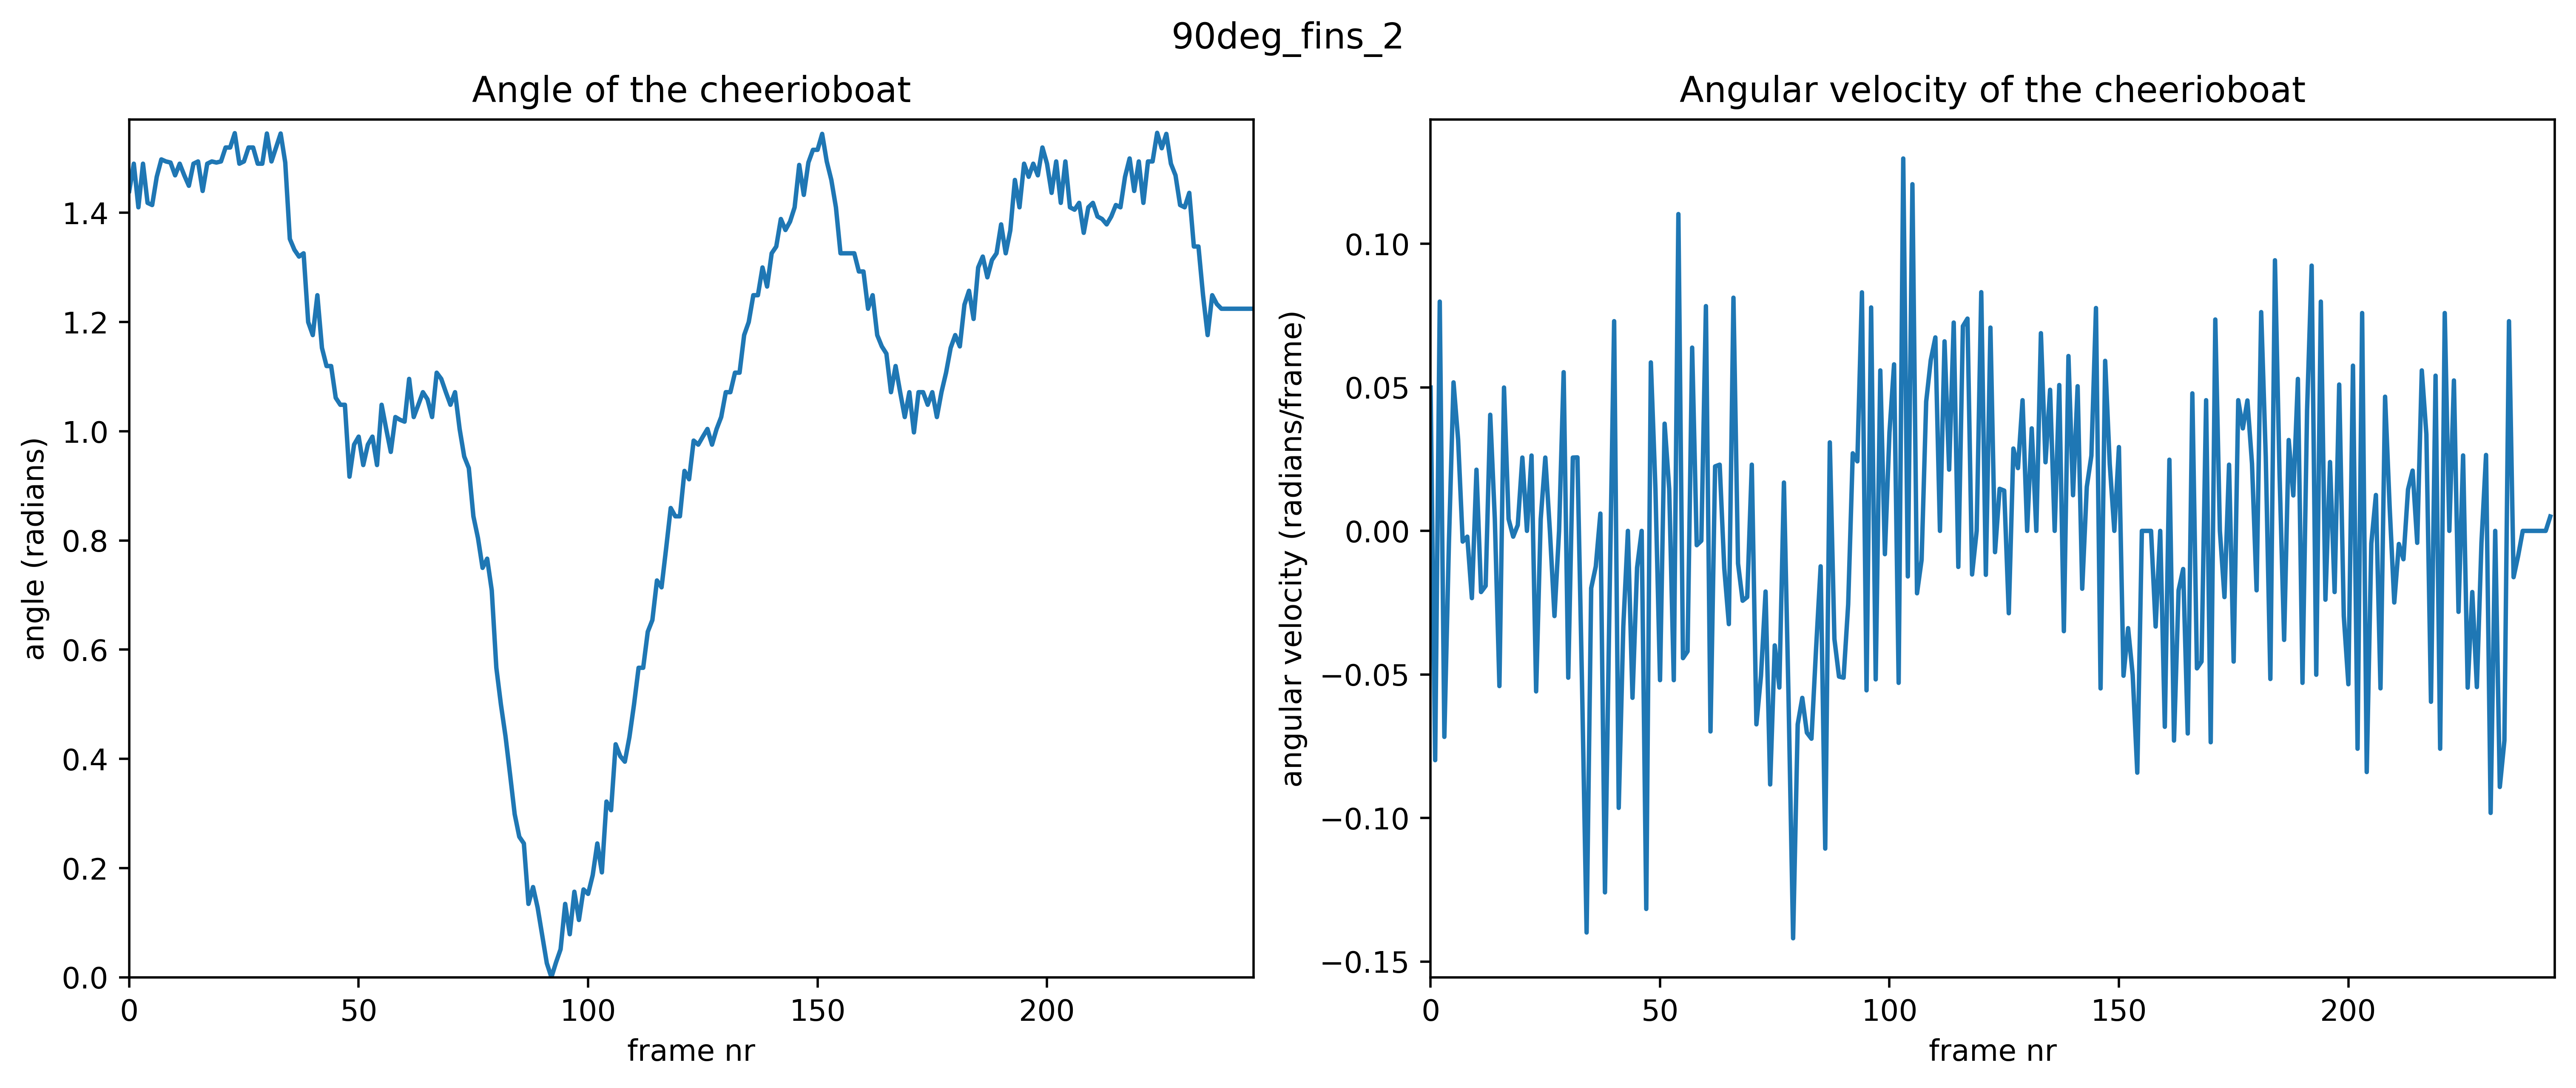 90deg_fins_2
Angle of the cheerioboat
angle (radians)
1.4
1.2
1.0
0.8
0.6
0.4
0.2
0.0
0 50 100 150 200
frame nr
Angular velocity of the cheerioboat
angular velocity (radians/frame)
0.10
0.05
0.00
−0.05
−0.10
−0.15
0 50 100 150 200
frame nr